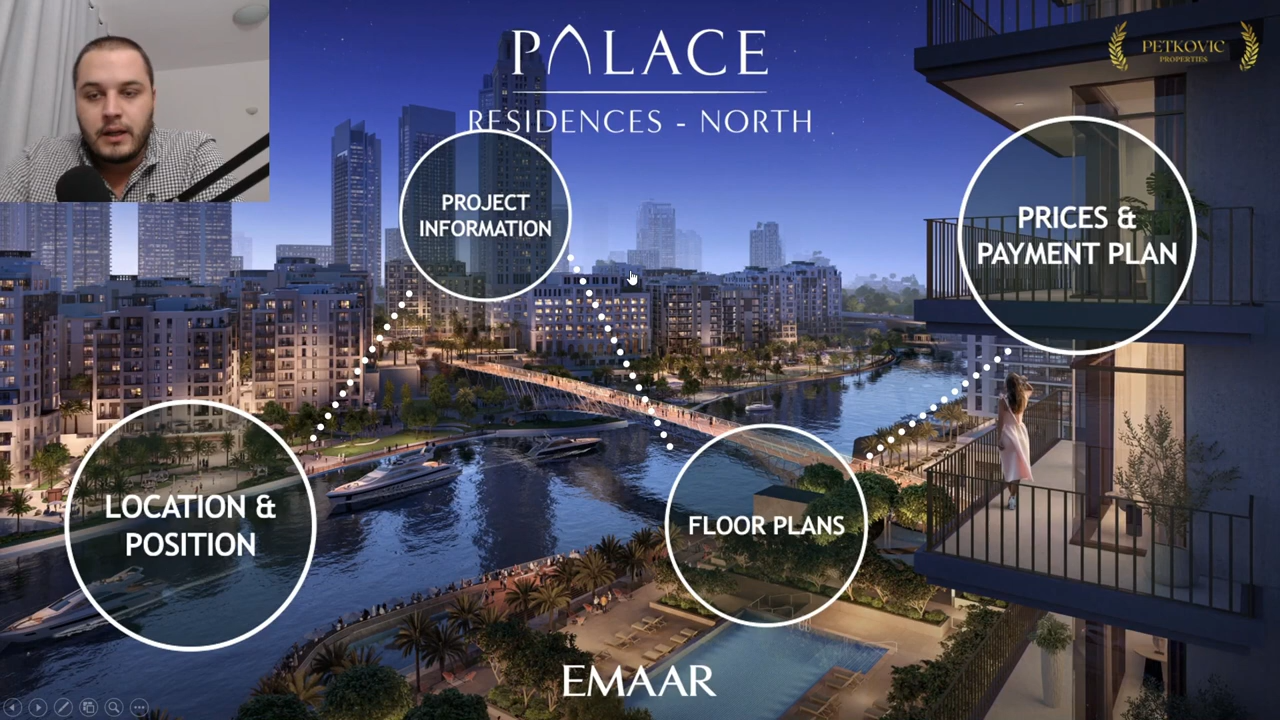 PALACE
RESIDENCES - NORTH
PETKOVIC
PROPERTIES
PROJECT
INFORMATION
PRICES &
PAYMENT PLAN
LOCATION &
POSITION
FLOOR PLANS
EMAAR